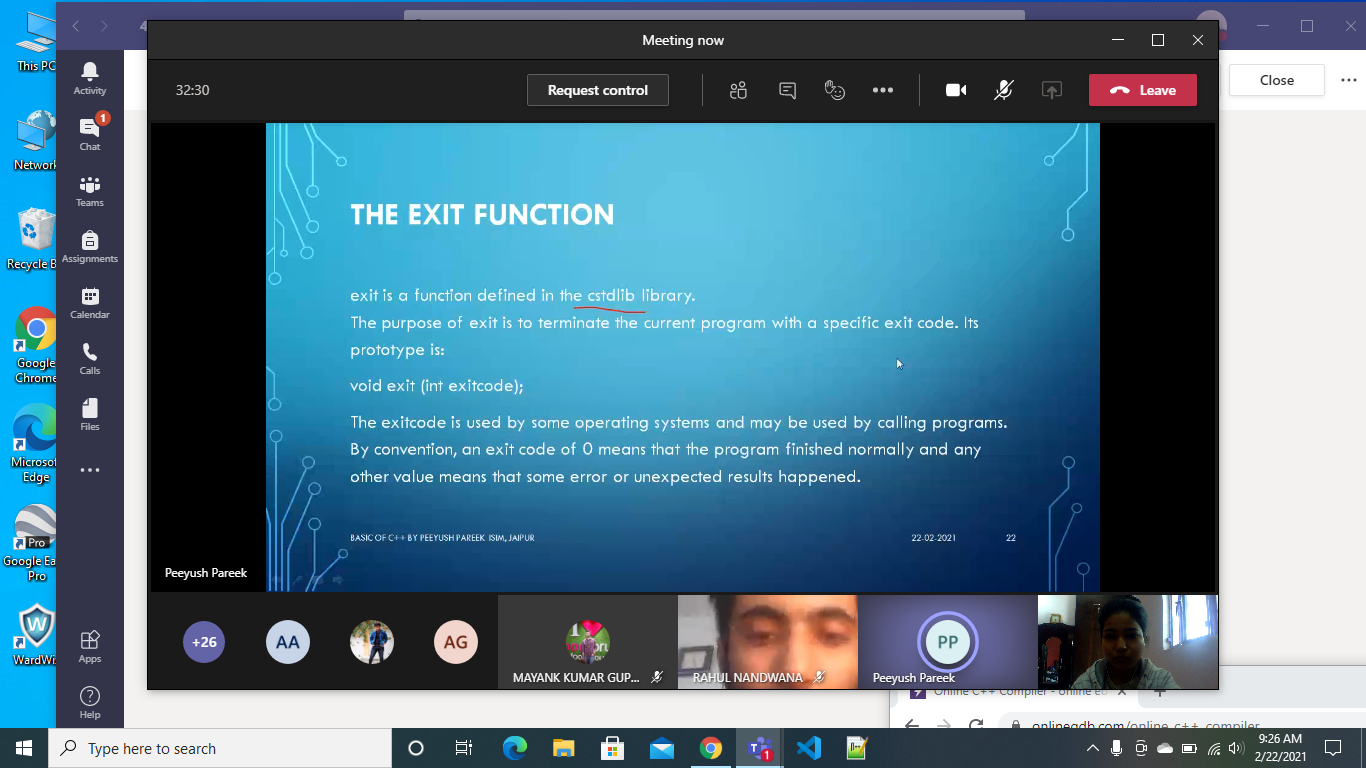 This PC
Network
Recycle B
Google
Chrome
Microsof
Edge
Pro
Google Ea
Pro
WardWiz
4
Activity
1
Chat
Teams
Assignments
Calendar
Calls
Files
Apps
Help
Meeting now
32:30
Request control
Leave
Close
THE EXIT FUNCTION
exit is a function defined in the cstdlib library.
The purpose of exit is to terminate the current program with a specific exit code. Its
prototype is:
void exit (int exitcode);
The exitcode is used by some operating systems and may be used by calling programs.
By convention, an exit code of 0 means that the program finished normally and any
other value means that some error or unexpected results happened.
BASIC OF C++ BY PEEYUSH PAREEK ISIM, JAIPUR
22-02-2021
22
Peeyush Pareek
+26
AA
AG
MAYANK KUMAR GUP...
RAHUL NANDWANA
PP
Peeyush Pareek
Online C++ Compiler - online ed
onlinegdb.com/online_c++_compiler
Type here to search
1
9:26 AM
2/22/2021